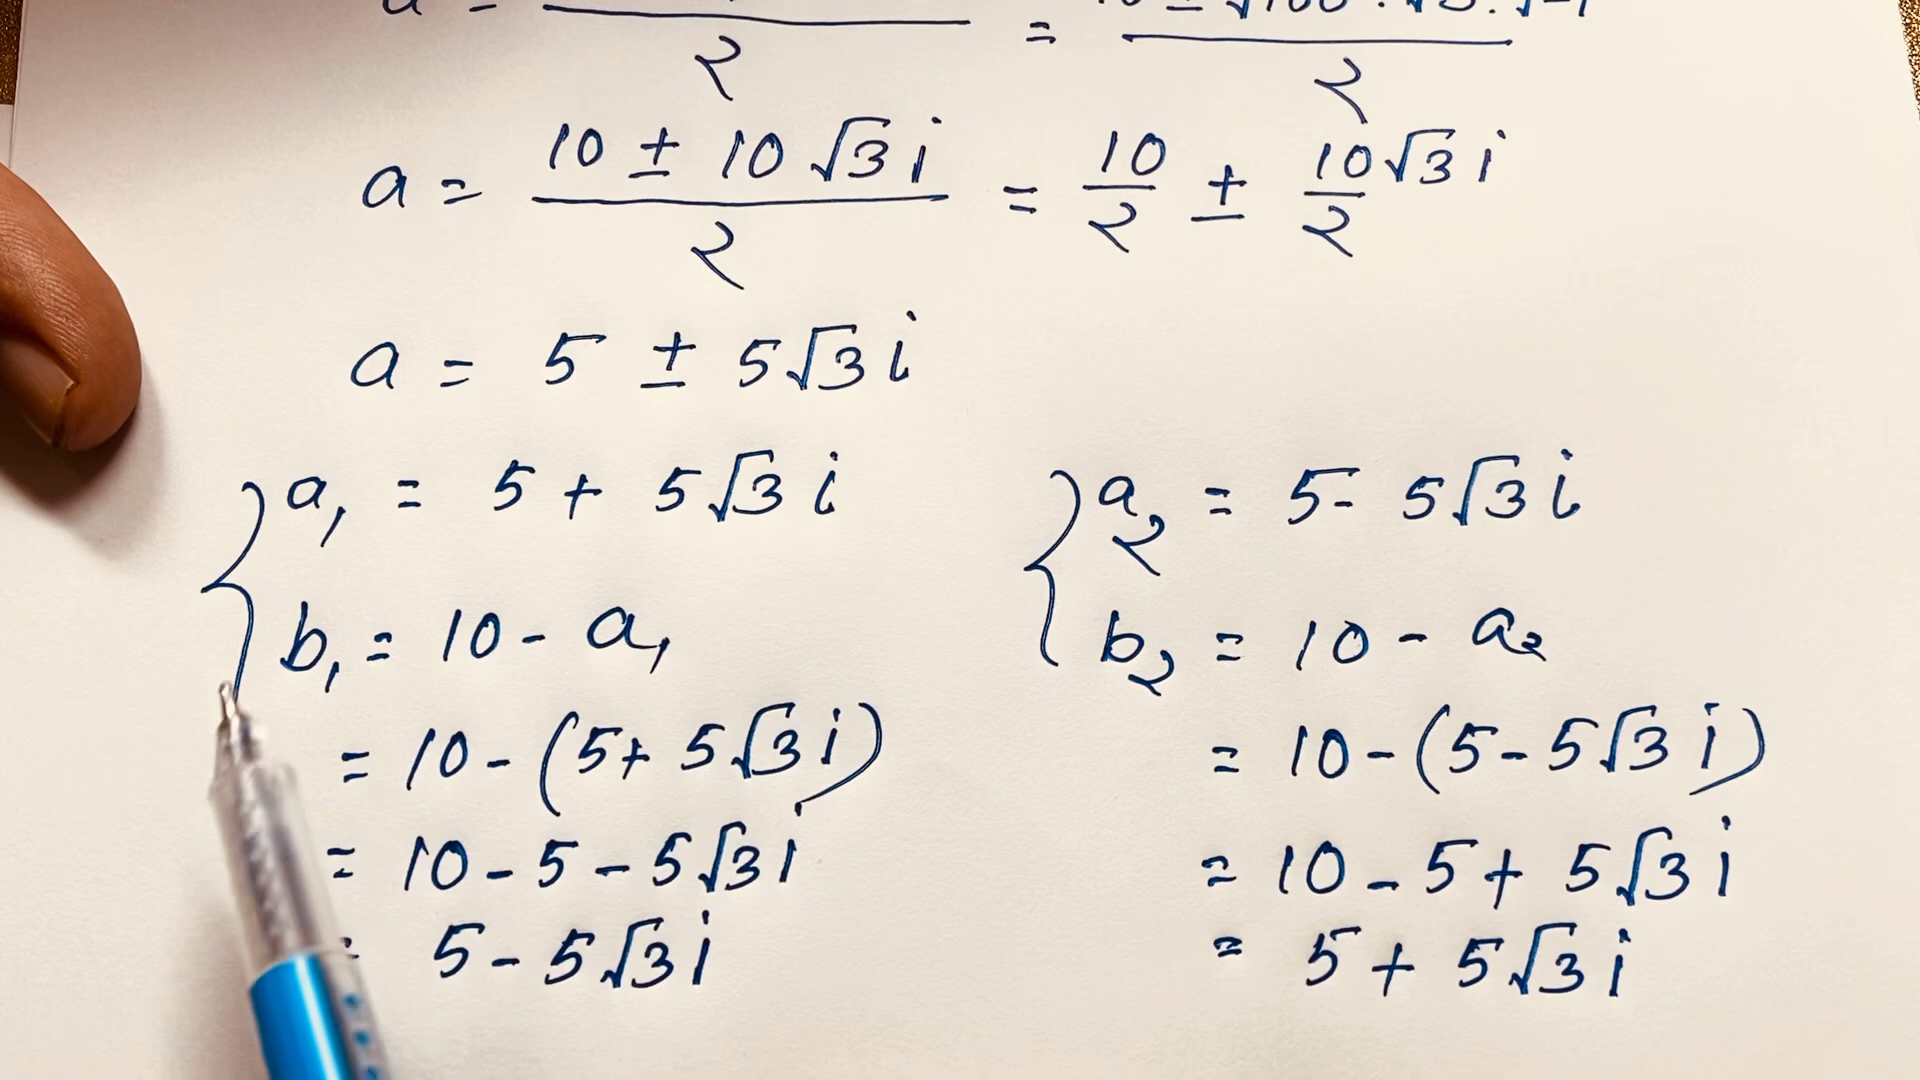 2 = 2
a = 10 ± 10√3 i / 2 = 10/2 ± 10/2 √3 i
a = 5 ± 5√3 i
a₁ = 5 + 5√3 i
b₁ = 10 - a₁
= 10 - (5 + 5√3 i)
= 10 - 5 - 5√3 i
= 5 - 5√3 i
a₂ = 5 - 5√3 i
b₂ = 10 - a₂
= 10 - (5 - 5√3 i)
= 10 - 5 + 5√3 i
= 5 + 5√3 i